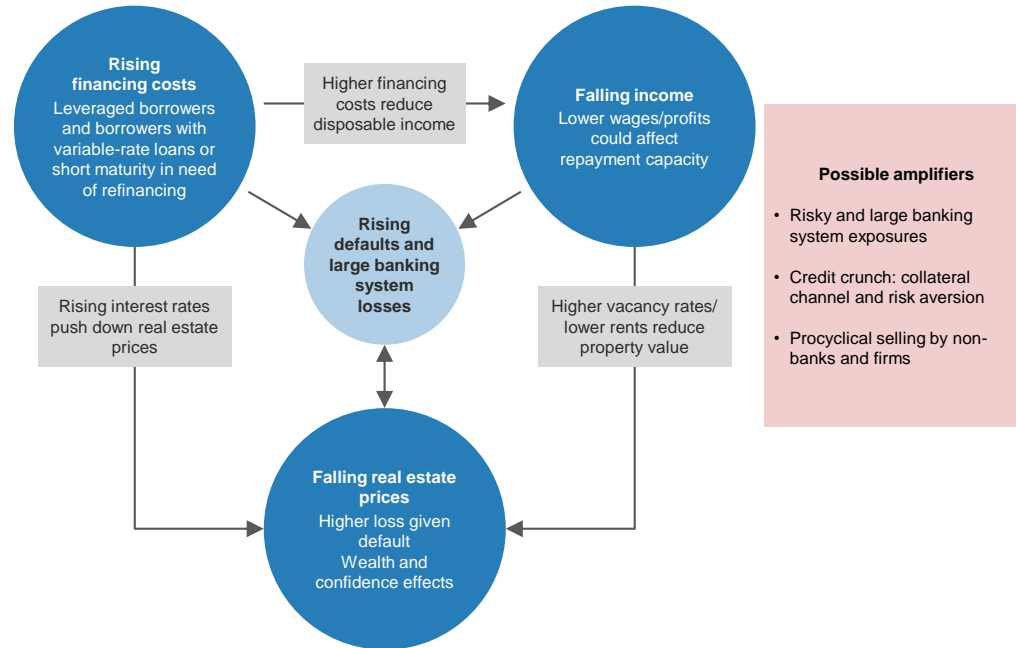 Rising
financing costs
Leveraged borrowers
and borrowers with
variable-rate loans or
short maturity in need
of refinancing
Higher financing
costs reduce
disposable income
Falling income
Lower wages/profits
could affect
repayment capacity
Rising
defaults and
large banking
system
losses
Rising interest rates
push down real estate
prices
Higher vacancy rates/
lower rents reduce
property value
Falling real estate
prices
Higher loss given
default
Wealth and
confidence effects
Possible amplifiers
• Risky and large banking
system exposures
• Credit crunch: collateral
channel and risk aversion
• Procyclical selling by non-
banks and firms